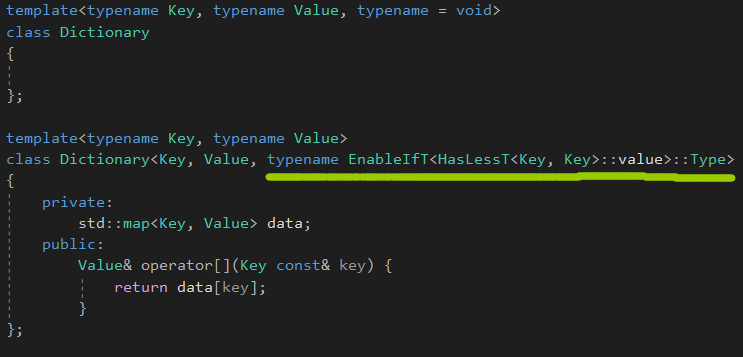 template<typename Key, typename Value, typename = void>
class Dictionary
{
};
template<typename Key, typename Value>
class Dictionary<Key, Value, typename EnableIfT<HasLessT<Key, Key>::value>::Type>
{
    private:
        std::map<Key, Value> data;
    public:
        Value& operator[](Key const& key) {
            return data[key];
        }
};